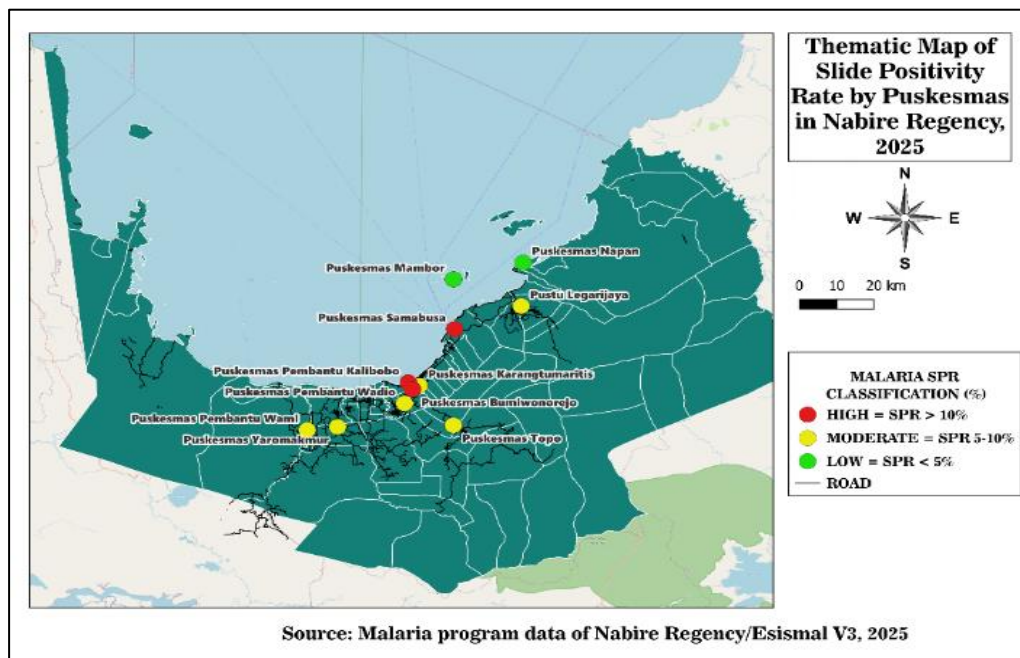 Thematic Map of
Slide Positivity
Rate by Puskesmas
in Nabire Regency,
2025
N
W E
S
0 10 20 km
MALARIA SPR
CLASSIFICATION (%)
HIGH = SPR > 10%
MODERATE = SPR 5-10%
LOW = SPR < 5%
ROAD
Puskesmas Napan
Puskesmas Mambor
Pustu Legarijaya
Puskesmas Samabusa
Puskesmas Pembantu Kalibobo
Puskesmas Karangtumaritis
Puskesmas Pembantu Wadio
Puskesmas Bumiwonorejo
Puskesmas Pembantu Wami
Puskesmas Yaromakmur
Puskesmas Topo
Source: Malaria program data of Nabire Regency/Esismal V3, 2025